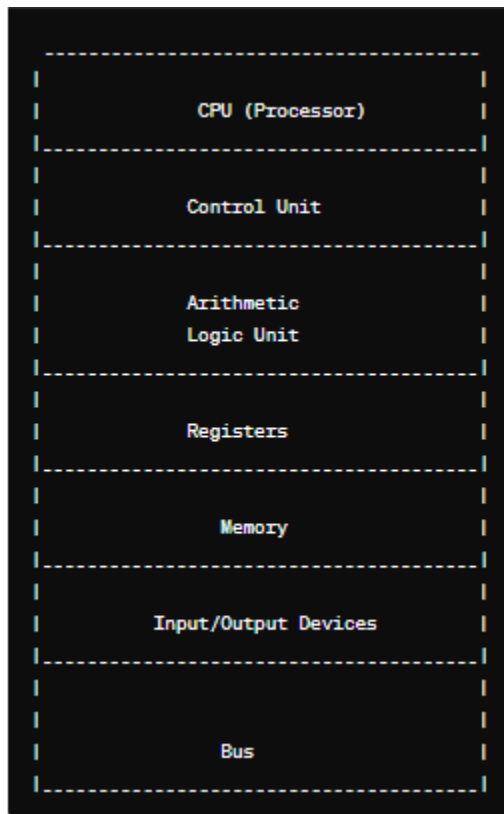 CPU (Processor)
Control Unit
Arithmetic
Logic Unit
Registers
Memory
Input/Output Devices
Bus